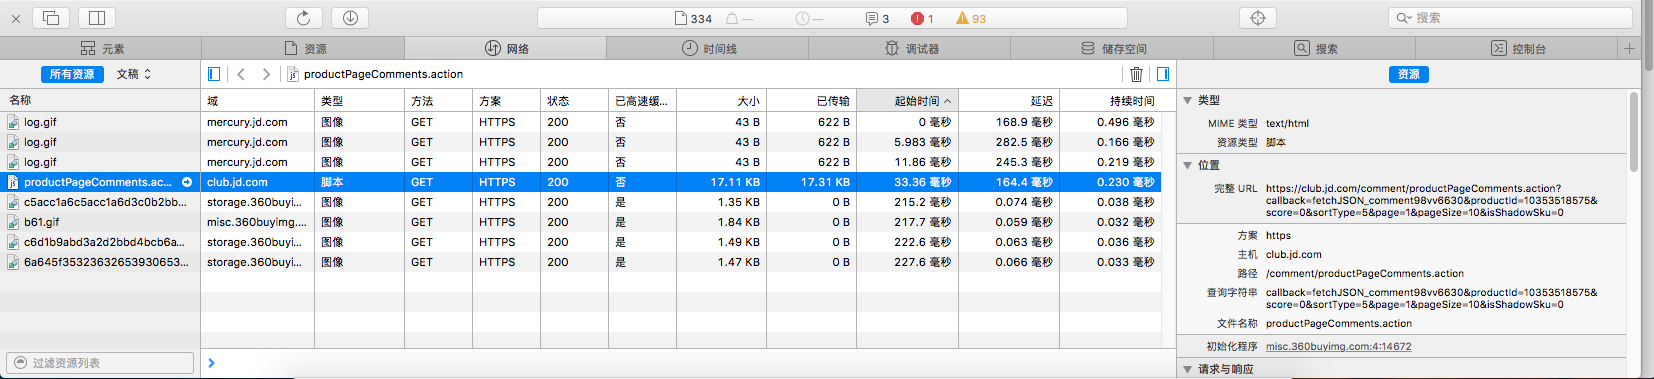 334 — — 3 1 93 搜索
元素 资源 网络 时间线 调试器 储存空间 搜索 控制台
所有资源 文稿 productPageComments.action 资源
名称 域 类型 方法 方案 状态 已高速缓... 大小 已传输 起始时间 延迟 持续时间
log.gif mercury.jd.com 图像 GET HTTPS 200 否 43 B 622 B 0 毫秒 168.9 毫秒 0.496 毫秒
log.gif mercury.jd.com 图像 GET HTTPS 200 否 43 B 622 B 5.983 毫秒 282.5 毫秒 0.166 毫秒
log.gif mercury.jd.com 图像 GET HTTPS 200 否 43 B 622 B 11.86 毫秒 245.3 毫秒 0.219 毫秒
productPageComments.ac... club.jd.com 脚本 GET HTTPS 200 否 17.11 KB 17.31 KB 33.36 毫秒 164.4 毫秒 0.230 毫秒
c5acc1a6c5acc1a6d3c0b2bb... storage.360buyi... 图像 GET HTTPS 200 是 1.35 KB 0 B 215.2 毫秒 0.074 毫秒 0.038 毫秒
b61.gif misc.360buyimg.... 图像 GET HTTPS 200 是 1.84 KB 0 B 217.7 毫秒 0.059 毫秒 0.032 毫秒
c6d1b9abd3a2d2bbd4bcb6a... storage.360buyi... 图像 GET HTTPS 200 是 1.49 KB 0 B 222.6 毫秒 0.063 毫秒 0.036 毫秒
6a645f35323632653930653... storage.360buyi... 图像 GET HTTPS 200 是 1.47 KB 0 B 227.6 毫秒 0.066 毫秒 0.033 毫秒
过滤资源列表
类型
MIME 类型 text/html
资源类型 脚本
位置
完整 URL https://club.jd.com/comment/productPageComments.action?
callback=fetchJSON_comment98vv6630&productId=10353518575&
score=0&sortType=5&page=1&pageSize=10&isShadowSku=0
方案 https
主机 club.jd.com
路径 /comment/productPageComments.action
查询字符串 callback=fetchJSON_comment98vv6630&productId=10353518575&
score=0&sortType=5&page=1&pageSize=10&isShadowSku=0
文件名称 productPageComments.action
初始化程序 misc.360buyimg.com:4:14672
请求与响应